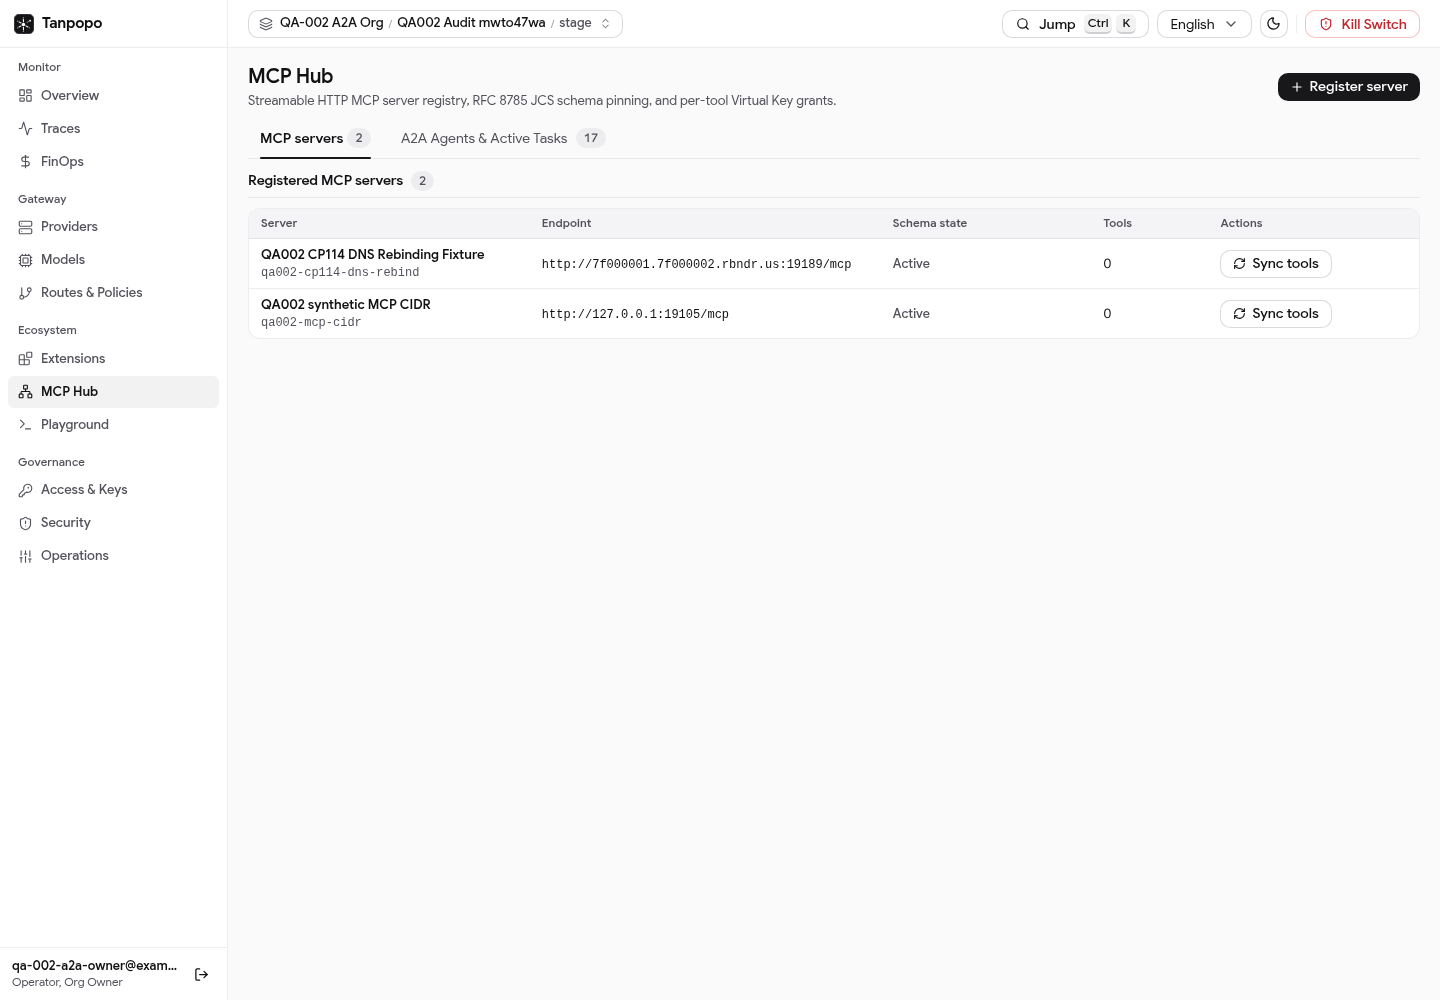 Tanpopo
QA-002 A2A Org / QA002 Audit mwto47wa / stage
Jump Ctrl K
English
Kill Switch
Monitor
Overview
Traces
FinOps
Gateway
Providers
Models
Routes & Policies
Ecosystem
Extensions
MCP Hub
Playground
Governance
Access & Keys
Security
Operations
qa-002-a2a-owner@exam...
Operator, Org Owner
MCP Hub
Streamable HTTP MCP server registry, RFC 8785 JCS schema pinning, and per-tool Virtual Key grants.
Register server
MCP servers 2 A2A Agents & Active Tasks 17
Registered MCP servers 2
Server Endpoint Schema state Tools Actions
QA002 CP114 DNS Rebinding Fixture
qa002-cp114-dns-rebind
http://7f000001.7f000002.rbndr.us:19189/mcp Active 0 Sync tools
QA002 synthetic MCP CIDR
qa002-mcp-cidr
http://127.0.0.1:19105/mcp Active 0 Sync tools